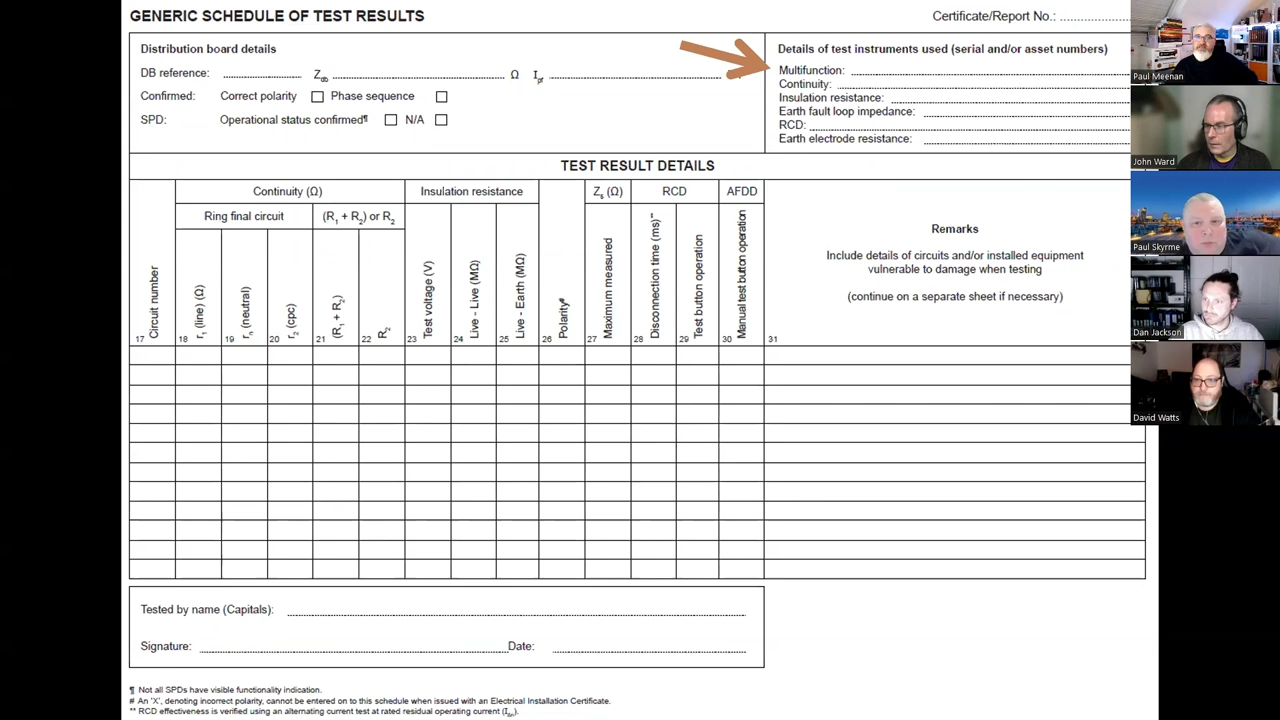 GENERIC SCHEDULE OF TEST RESULTS
Certificate/Report No.: ....................
Distribution board details
DB reference: .................... Zdb .................... Ω Ipf ....................
Confirmed: Correct polarity ☐ Phase sequence ☐
SPD: Operational status confirmed¶ ☐ N/A ☐
Details of test instruments used (serial and/or asset numbers)
Multifunction: ....................
Continuity: ....................
Insulation resistance: ....................
Earth fault loop impedance: ....................
RCD: ....................
Earth electrode resistance: ....................
TEST RESULT DETAILS
Continuity (Ω)
Insulation resistance
Zs (Ω)
RCD
AFDD
Ring final circuit
(R1 + R2) or R2
17 Circuit number
18 r1 (line) (Ω)
19 rn (neutral)
20 r2 (cpc)
21 (R1 + R2)
22 R2
23 Test voltage (V)
24 Live - Live (MΩ)
25 Live - Earth (MΩ)
26 Polarity#
27 Maximum measured
28 Disconnection time (ms)**
29 Test button operation
30 Manual test button operation
31
Remarks
Include details of circuits and/or installed equipment
vulnerable to damage when testing
(continue on a separate sheet if necessary)
Tested by name (Capitals): ....................
Signature: .................... Date: ....................
¶ Not all SPDs have visible functionality indication.
# An 'X', denoting incorrect polarity, cannot be entered on to this schedule when issued with an Electrical Installation Certificate.
** RCD effectiveness is verified using an alternating current test at rated residual operating current (IΔn).
Paul Meenan
John Ward
Paul Skyrme
Dan Jackson
David Watts